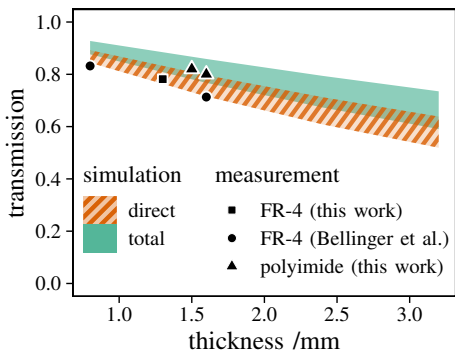 1.0
0.8
0.6
0.4
0.2
0.0
transmission
simulation
direct
total
measurement
FR-4 (this work)
FR-4 (Bellinger et al.)
polyimide (this work)
1.0 1.5 2.0 2.5 3.0
thickness /mm